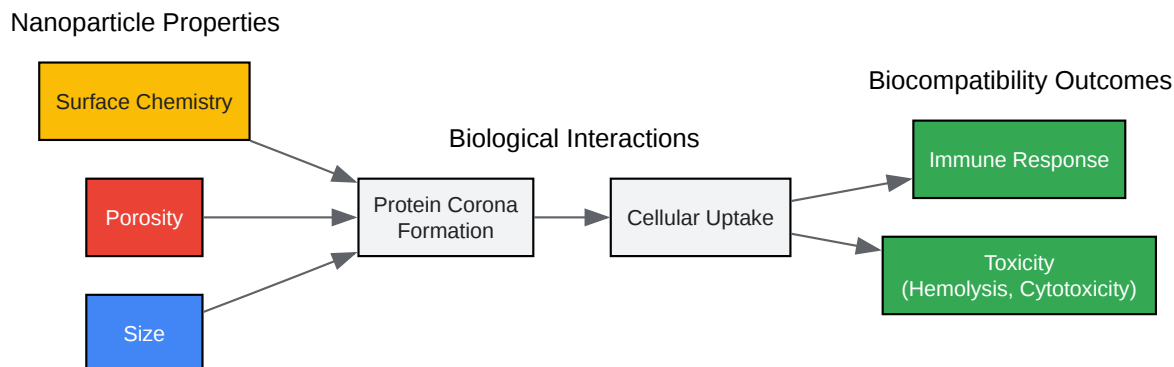 Nanoparticle Properties
Surface Chemistry
Porosity
Size
Biological Interactions
Protein Corona
Formation
Cellular Uptake
Biocompatibility Outcomes
Immune Response
Toxicity
(Hemolysis, Cytotoxicity)